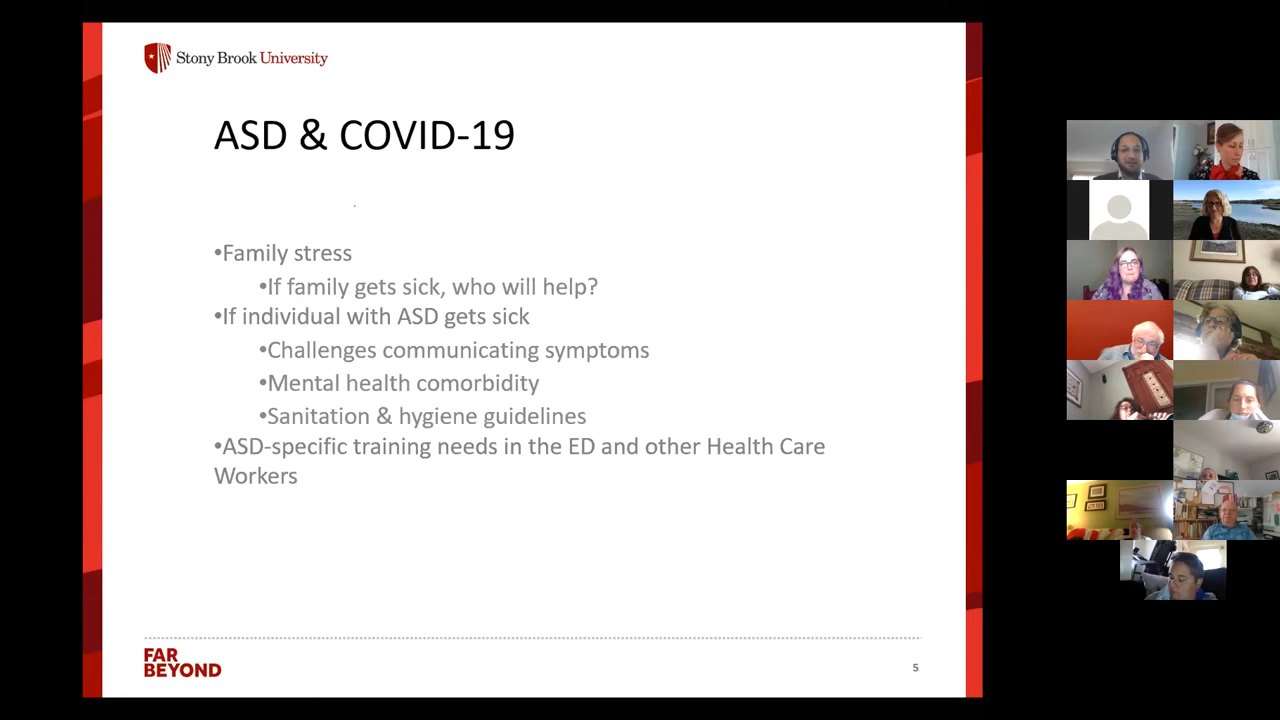 Stony Brook University
ASD & COVID-19
•Family stress
•If family gets sick, who will help?
•If individual with ASD gets sick
•Challenges communicating symptoms
•Mental health comorbidity
•Sanitation & hygiene guidelines
•ASD-specific training needs in the ED and other Health Care
Workers
FAR
BEYOND
5